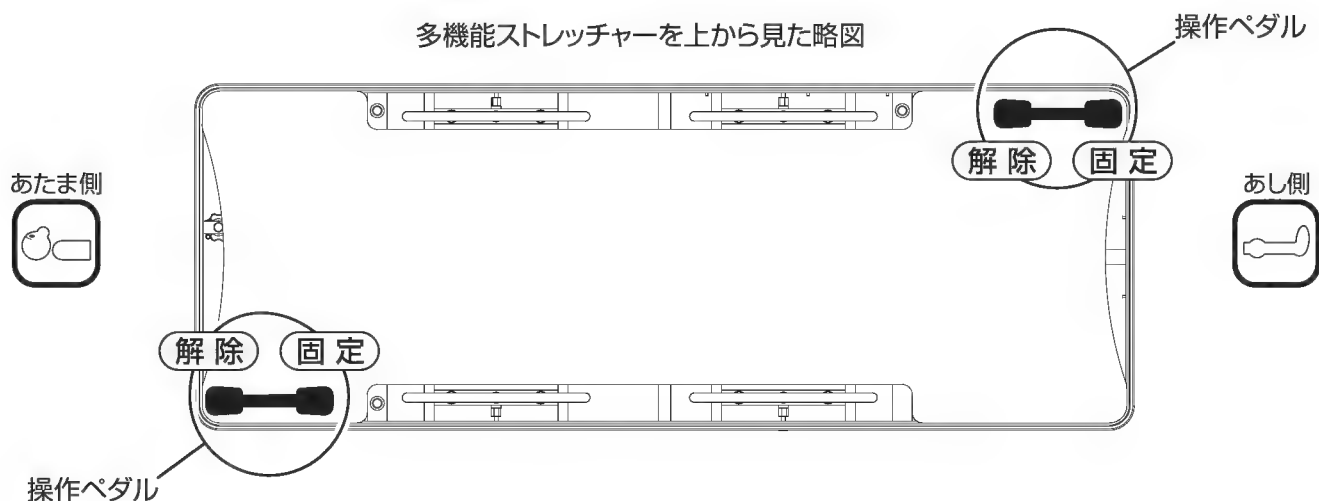 多機能ストレッチャーを上から見た略図
操作ペダル
解除 固定
あたま側
あし側
解除 固定
操作ペダル